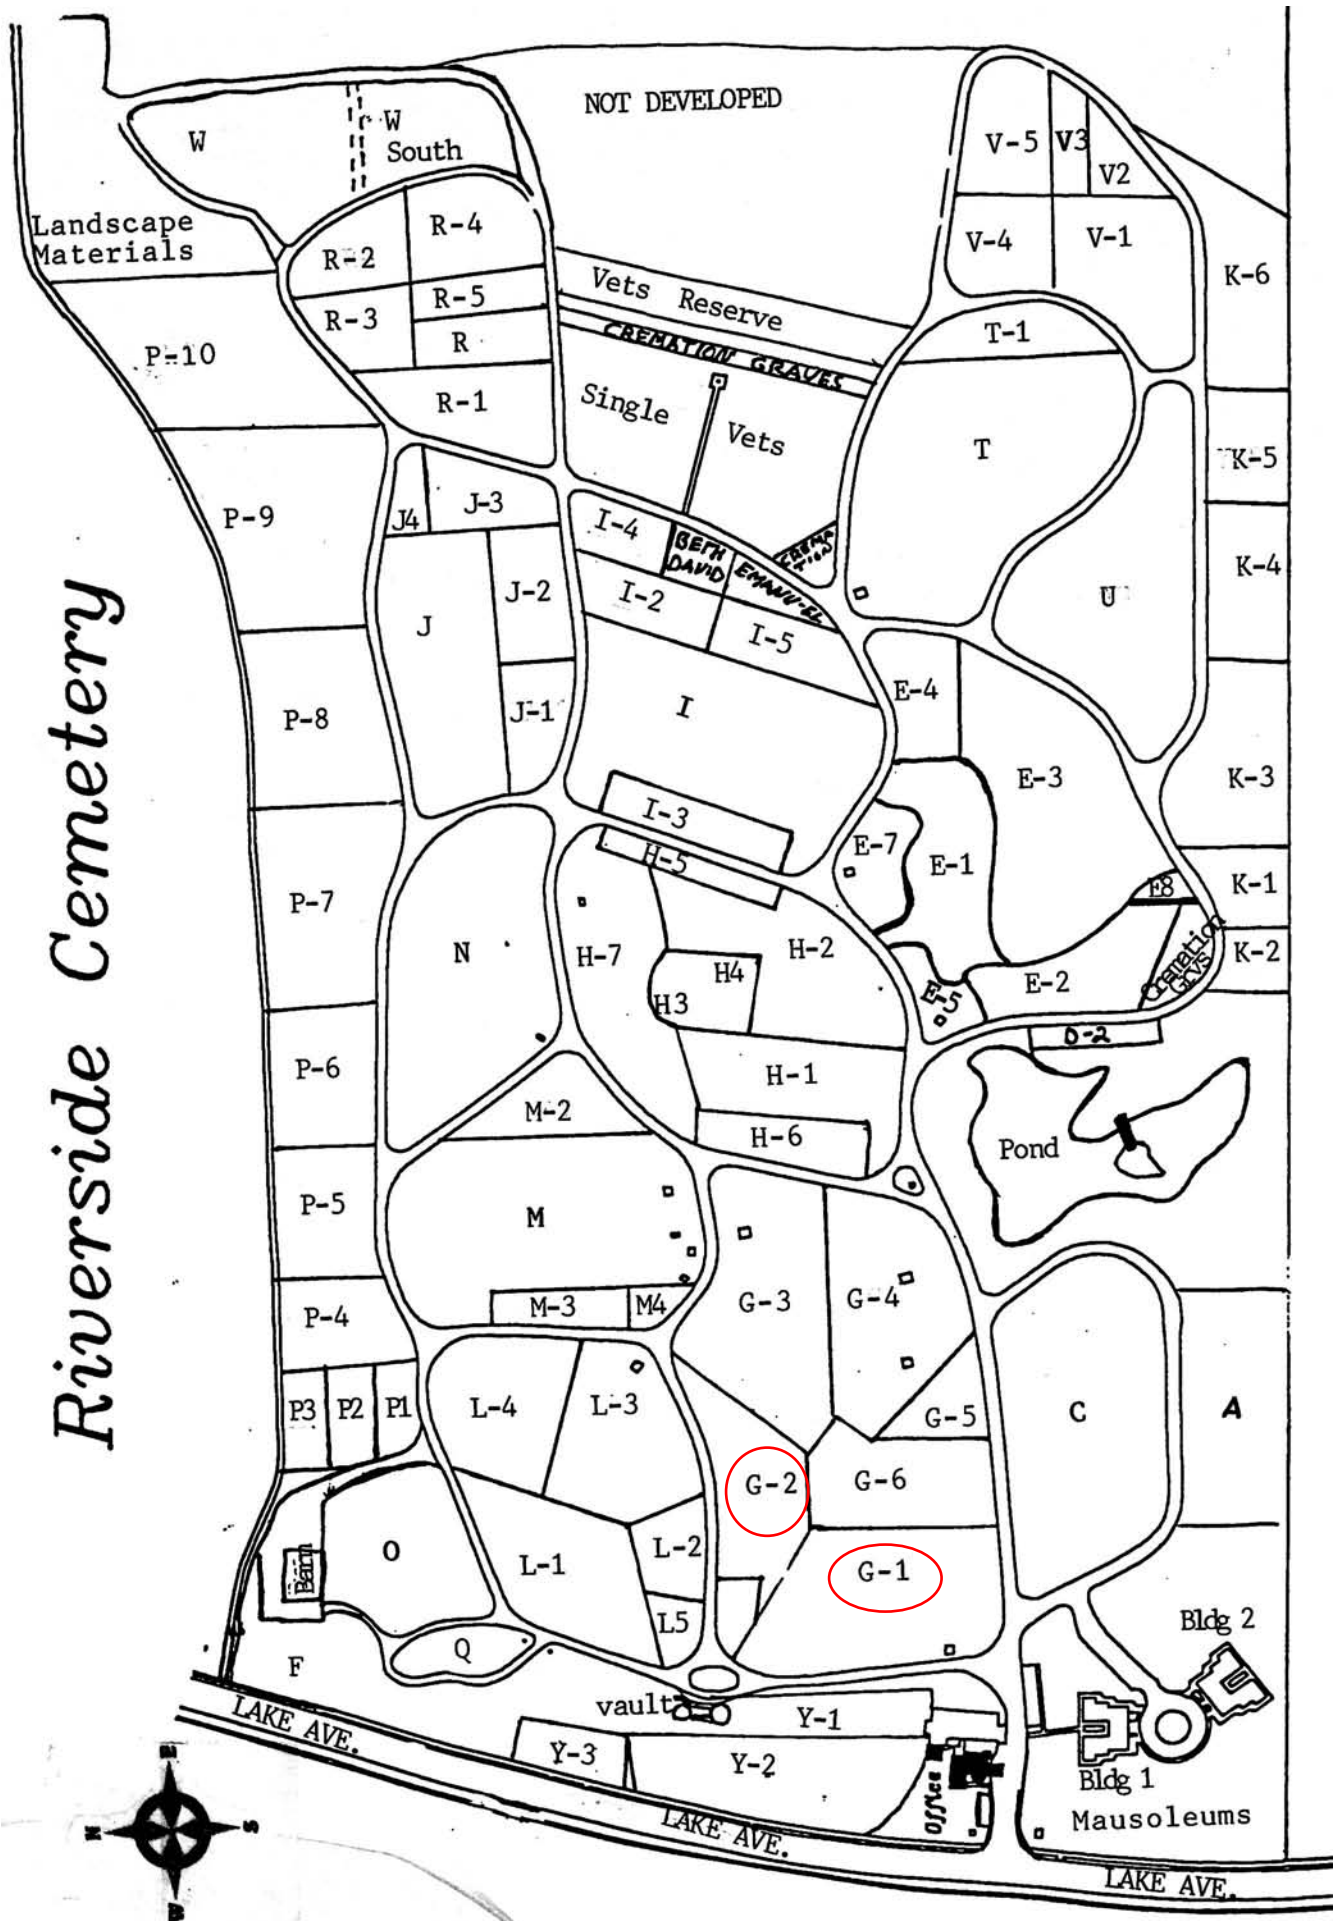 Riverside Cemetery
NOT DEVELOPED
W
W
South
V-5
V3
V2
Landscape
Materials
R-2
R-4
V-4
V-1
K-6
R-3
R-5
R
Vets Reserve
CREMATION GRAVES
T-1
P-10
R-1
Single
Vets
T
K-5
P-9
J4
J-3
I-4
BETH
DAVID
EMANU-EL
CREMA
TION
K-4
J
J-2
I-2
I-5
U
P-8
J-1
I
E-4
E-3
K-3
I-3
H-5
E-7
E-1
E8
K-1
P-7
N
H-7
H4
H-2
H3
E-5
E-2
Cremation
Grvs
K-2
D-2
P-6
M-2
H-1
H-6
Pond
P-5
M
G-3
G-4
P-4
M-3
M4
P3
P2
P1
L-4
L-3
G-5
C
A
G-2
G-6
Barn
O
L-1
L-2
G-1
L5
Q
F
Bldg 2
vault
Y-1
LAKE AVE.
Y-3
Y-2
Office
Bldg 1
Mausoleums
LAKE AVE.
LAKE AVE.
E
N
S
W